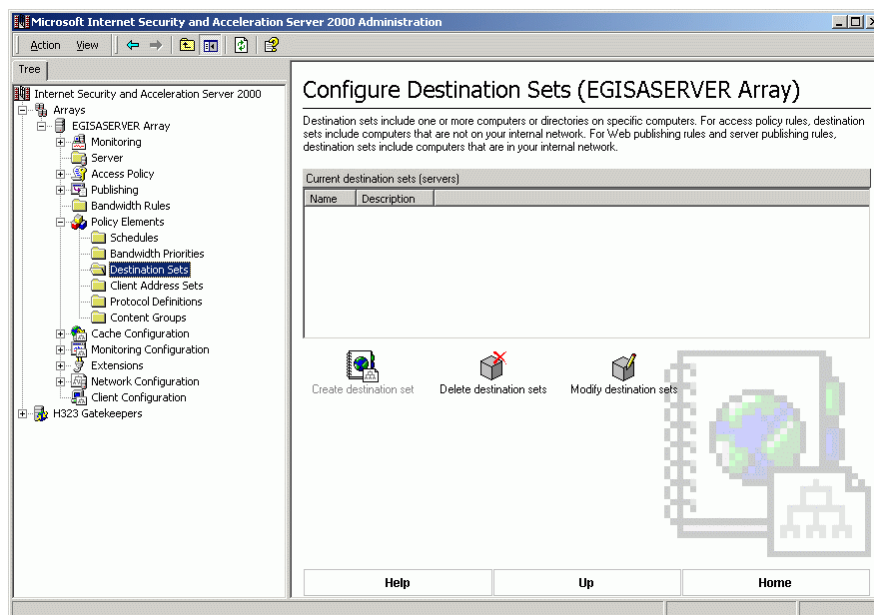 Microsoft Internet Security and Acceleration Server 2000 Administration
Action View
Tree
Internet Security and Acceleration Server 2000
Arrays
EGISASERVER Array
Monitoring
Server
Access Policy
Publishing
Bandwidth Rules
Policy Elements
Schedules
Bandwidth Priorities
Destination Sets
Client Address Sets
Protocol Definitions
Content Groups
Cache Configuration
Monitoring Configuration
Extensions
Network Configuration
Client Configuration
H323 Gatekeepers
Configure Destination Sets (EGISASERVER Array)
Destination sets include one or more computers or directories on specific computers. For access policy rules, destination
sets include computers that are not on your internal network. For Web publishing rules and server publishing rules,
destination sets include computers that are in your internal network.
Current destination sets (servers)
Name Description
Create destination set Delete destination sets Modify destination sets
Help Up Home